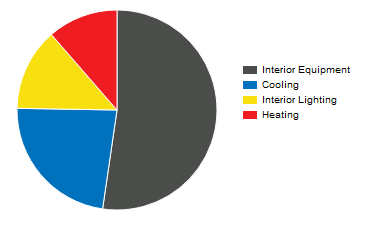 Interior Equipment
Cooling
Interior Lighting
Heating